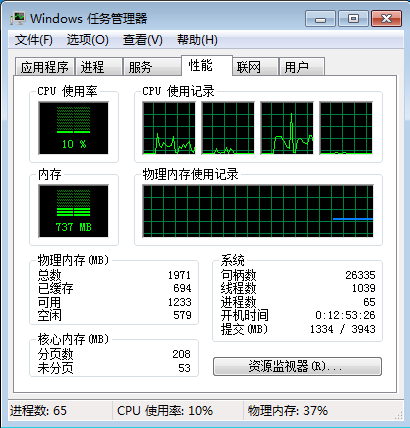 Windows 任务管理器
文件(F) 选项(O) 查看(V) 帮助(H)
应用程序 进程 服务 性能 联网 用户
CPU 使用率 CPU 使用记录
10 %
内存 物理内存使用记录
737 MB
物理内存(MB)
总数 1971
已缓存 694
可用 1233
空闲 579
核心内存(MB)
分页数 208
未分页 53
系统
句柄数 26335
线程数 1039
进程数 65
开机时间 0:12:53:26
提交(MB) 1334 / 3943
资源监视器(R)...
进程数: 65 CPU 使用率: 10% 物理内存: 37%